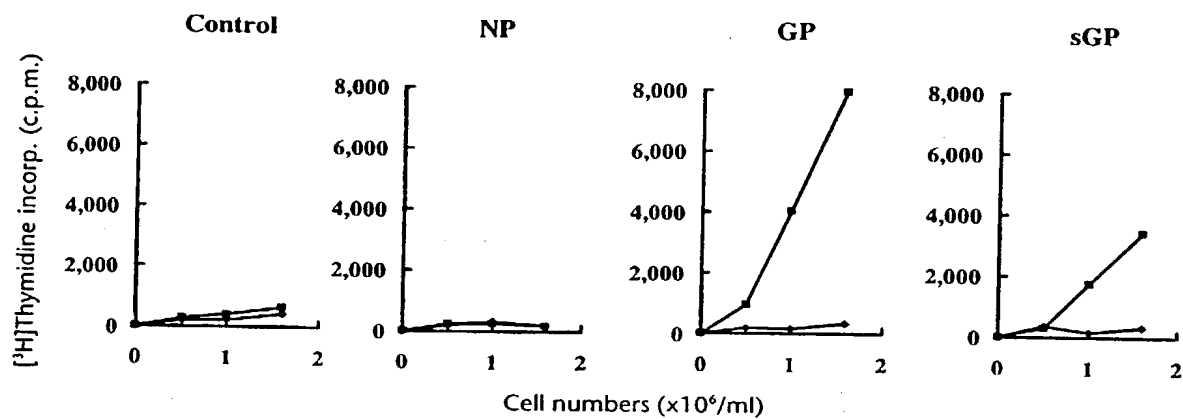 Control
NP
GP
sGP
[³H]Thymidine incorp. (c.p.m.)
8,000
6,000
4,000
2,000
0
0 1 2
8,000
6,000
4,000
2,000
0
0 1 2
8,000
6,000
4,000
2,000
0
0 1 2
8,000
6,000
4,000
2,000
0
0 1 2
Cell numbers (x10⁶/ml)